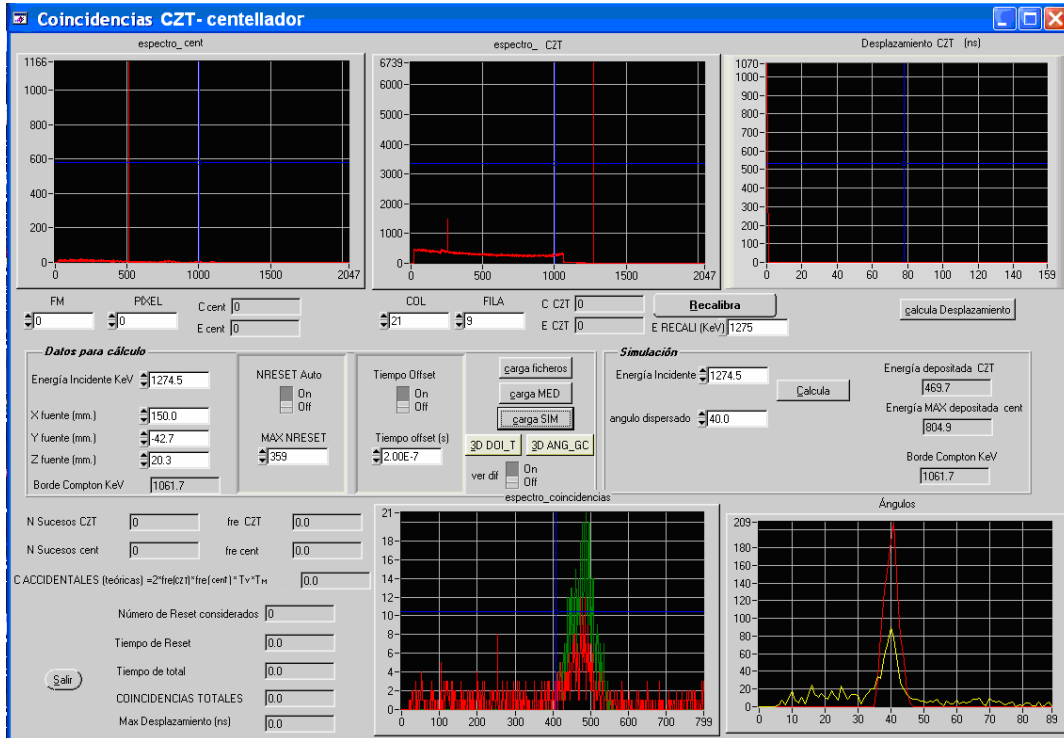 Coincidencias CZT- centellador
espectro_cent
espectro_ CZT
Desplazamiento CZT (ns)
1166
1000
800
600
400
200
0
0 500 1000 1500 2047
6739
6000
5000
4000
3000
2000
1000
0
0 500 1000 1500 2047
1070
1000
900
800
700
600
500
400
300
200
100
0
0 20 40 60 80 100 120 140 159
FM PIXEL C cent 0
0 0 E cent 0
COL FILA C CZT 0 Recalibra
21 9 E CZT 0 E RECALI (KeV) 1275
calcula Desplazamiento
Datos para cálculo
Energía Incidente KeV 1274.5
X fuente (mm.) 150.0
Y fuente (mm.) -42.7
Z fuente (mm.) 20.3
Borde Compton KeV 1061.7
NRESET Auto
On
Off
MAX NRESET
359
Tiempo Offset
On
Off
Tiempo offset (s)
2.00E-7
carga ficheros
carga MED
carga SIM
3D DOI_T 3D ANG_GC
ver dif On
Off
Simulación
Energía Incidente 1274.5
angulo dispersado 40.0
Calcula
Energía depositada CZT
469.7
Energía MAX depositada cent
804.9
Borde Compton KeV
1061.7
N Sucesos CZT 0 fre CZT 0.0
N Sucesos cent 0 fre cent 0.0
C ACCIDENTALES (teóricas) =2*fre(CZT)*fre(cent)*Tv*TM 0.0
Número de Reset considerados 0
Tiempo de Reset 0.0
Tiempo de total 0.0
COINCIDENCIAS TOTALES 0.0
Max Desplazamiento (ns) 0.0
Salir
espectro_coincidencias
21
20
18
16
14
12
10
8
6
4
2
0
0 100 200 300 400 500 600 700 799
Ángulos
209
180
160
140
120
100
80
60
40
20
0
0 10 20 30 40 50 60 70 80 89